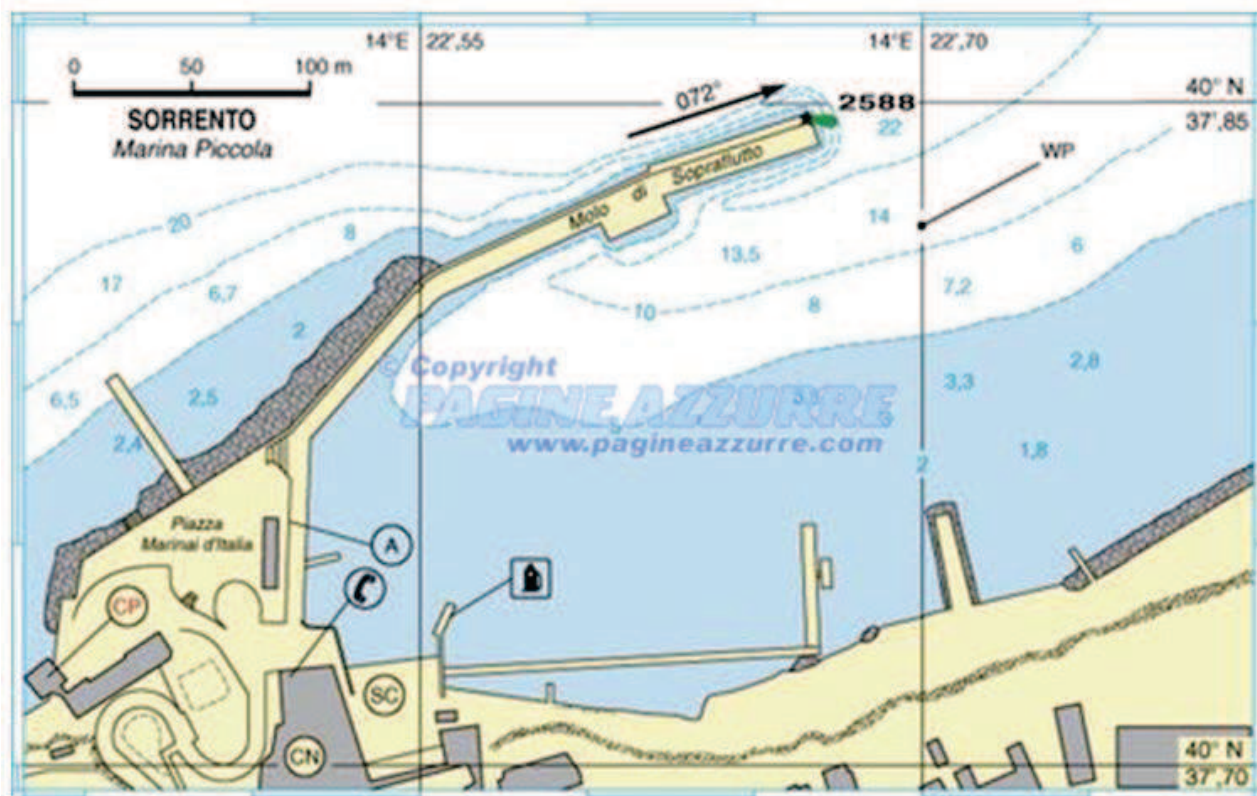 14°E 22',55
14°E 22',70
0 50 100 m
SORRENTO
Marina Piccola
40° N
37',85
072°
2588
22
WP
Molo di Sopraflutto
20
8
14
6
17
6,7
13,5
7,2
10
8
2
6,5
2,5
3,3
2,8
2,4
2
1,8
© Copyright
PAGINE AZZURRE
www.pagineazzurre.com
Piazza
Marinai d'Italia
A
CP
SC
CN
40° N
37',70